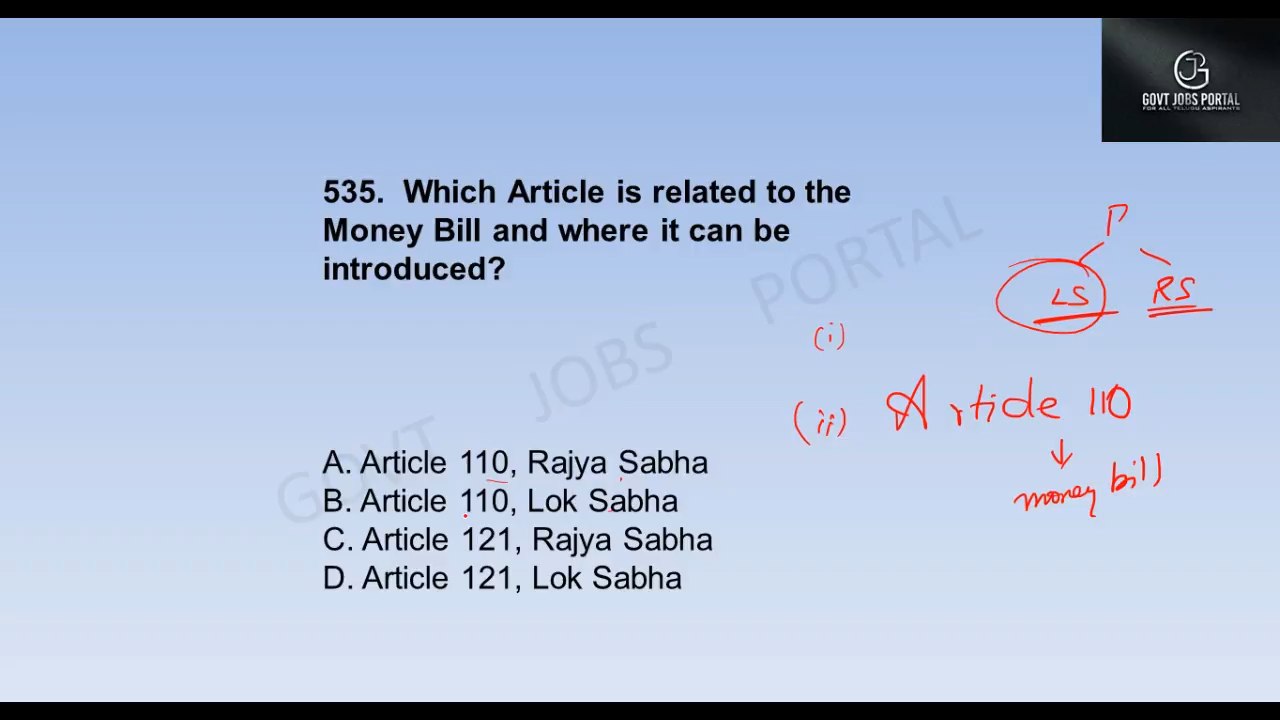 GOVT JOBS PORTAL
FOR ALL TELUGU ASPIRANTS
535. Which Article is related to the
Money Bill and where it can be
introduced?
P
LS RS
(i)
(ii) Article 110
money bill
A. Article 110, Rajya Sabha
B. Article 110, Lok Sabha
C. Article 121, Rajya Sabha
D. Article 121, Lok Sabha
GOVT JOBS PORTAL